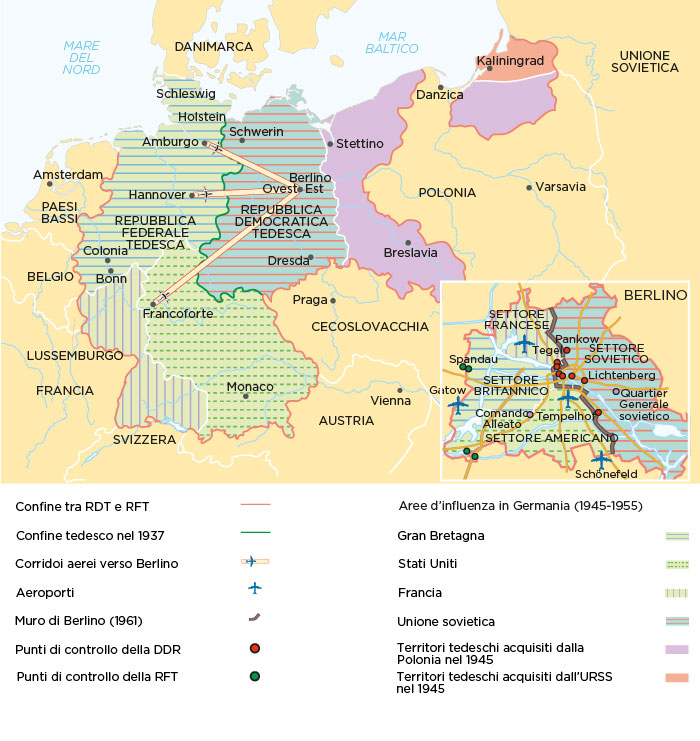 MARE
DEL
NORD
DANIMARCA
MAR
BALTICO
Kaliningrad
UNIONE
SOVIETICA
Schleswig
Holstein
Danzica
Amburgo
Schwerin
Stettino
Amsterdam
Berlino
Ovest Est
Hannover
POLONIA
Varsavia
PAESI
BASSI
REPUBBLICA
FEDERALE
TEDESCA
REPUBBLICA
DEMOCRATICA
TEDESCA
Colonia
Bonn
Dresda
Breslavia
BELGIO
Francoforte
Praga
CECOSLOVACCHIA
LUSSEMBURGO
FRANCIA
Monaco
Vienna
AUSTRIA
SVIZZERA
BERLINO
SETTORE
FRANCESE
Pankow
Tegel
SETTORE
SOVIETICO
Spandau
Lichtenberg
SETTORE
BRITANNICO
Gatow
Quartier
Generale
sovietico
Comando
Alleato
Tempelhof
SETTORE AMERICANO
Schönefeld
Confine tra RDT e RFT
Confine tedesco nel 1937
Corridoi aerei verso Berlino
Aeroporti
Muro di Berlino (1961)
Punti di controllo della DDR
Punti di controllo della RFT
Aree d'influenza in Germania (1945-1955)
Gran Bretagna
Stati Uniti
Francia
Unione sovietica
Territori tedeschi acquisiti dalla
Polonia nel 1945
Territori tedeschi acquisiti dall'URSS
nel 1945